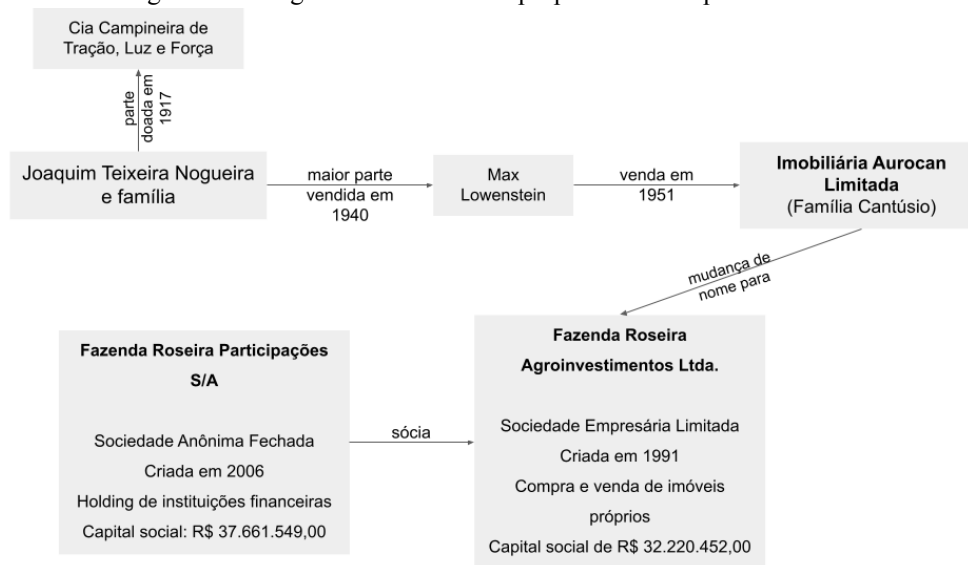 Cia Campineira de
Tração, Luz e Força
parte
doada em
1917
Joaquim Teixeira Nogueira
e família
maior parte
vendida em
1940
Max
Lowenstein
venda em
1951
Imobiliária Aurocan
Limitada
(Família Cantúsio)
mudança de
nome para
Fazenda Roseira Participações
S/A
Sociedade Anônima Fechada
Criada em 2006
Holding de instituições financeiras
Capital social: R$ 37.661.549,00
sócia
Fazenda Roseira
Agroinvestimentos Ltda.
Sociedade Empresária Limitada
Criada em 1991
Compra e venda de imóveis
próprios
Capital social de R$ 32.220.452,00